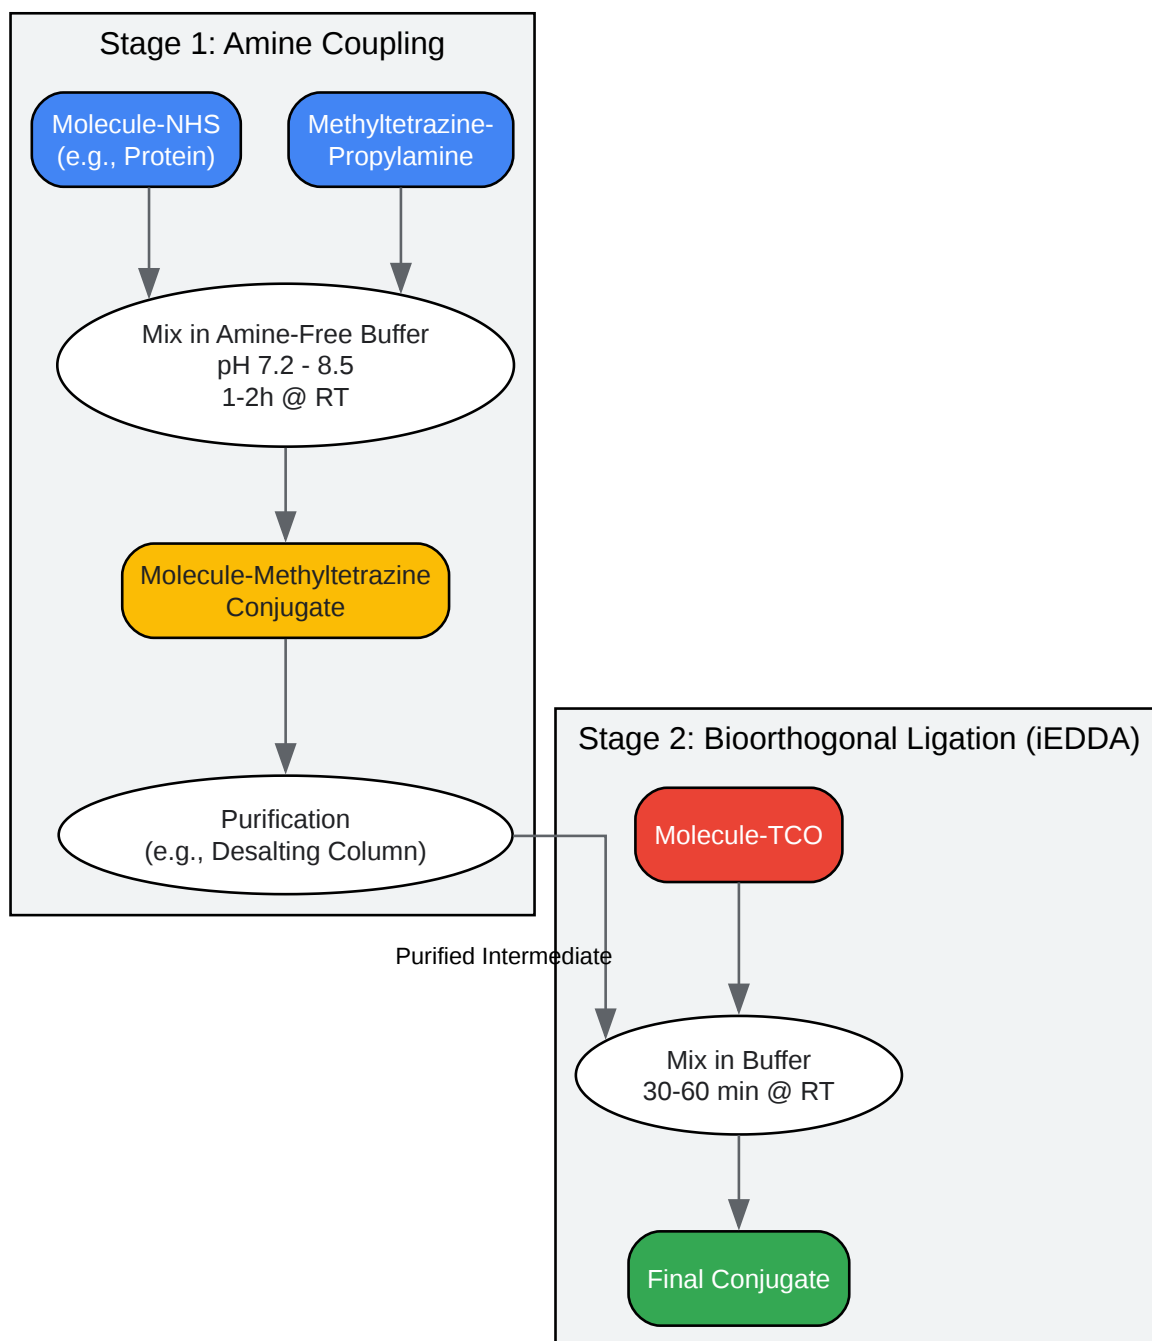 Stage 1: Amine Coupling
Molecule-NHS
(e.g., Protein)
Methyltetrazine-
Propylamine
Mix in Amine-Free Buffer
pH 7.2 - 8.5
1-2h @ RT
Molecule-Methyltetrazine
Conjugate
Purification
(e.g., Desalting Column)
Purified Intermediate
Stage 2: Bioorthogonal Ligation (iEDDA)
Molecule-TCO
Mix in Buffer
30-60 min @ RT
Final Conjugate